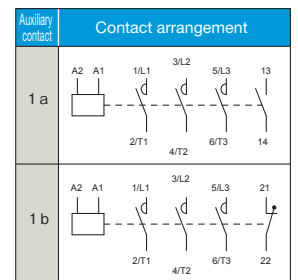 Auxiliary
contact
Contact arrangement
1 a
A2 A1 1/L1 3/L2 5/L3 13
2/T1 4/T2 6/T3 14
1 b
A2 A1 1/L1 3/L2 5/L3 21
2/T1 4/T2 6/T3 22